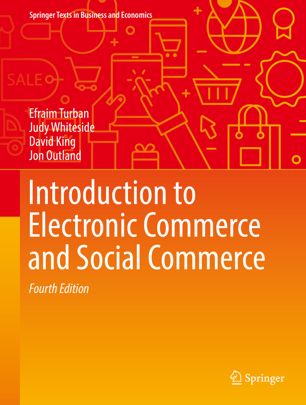 Springer Texts in Business and Economics
SALE
Efraim Turban
Judy Whiteside
David King
Jon Outland
Introduction to
Electronic Commerce
and Social Commerce
Fourth Edition
Springer